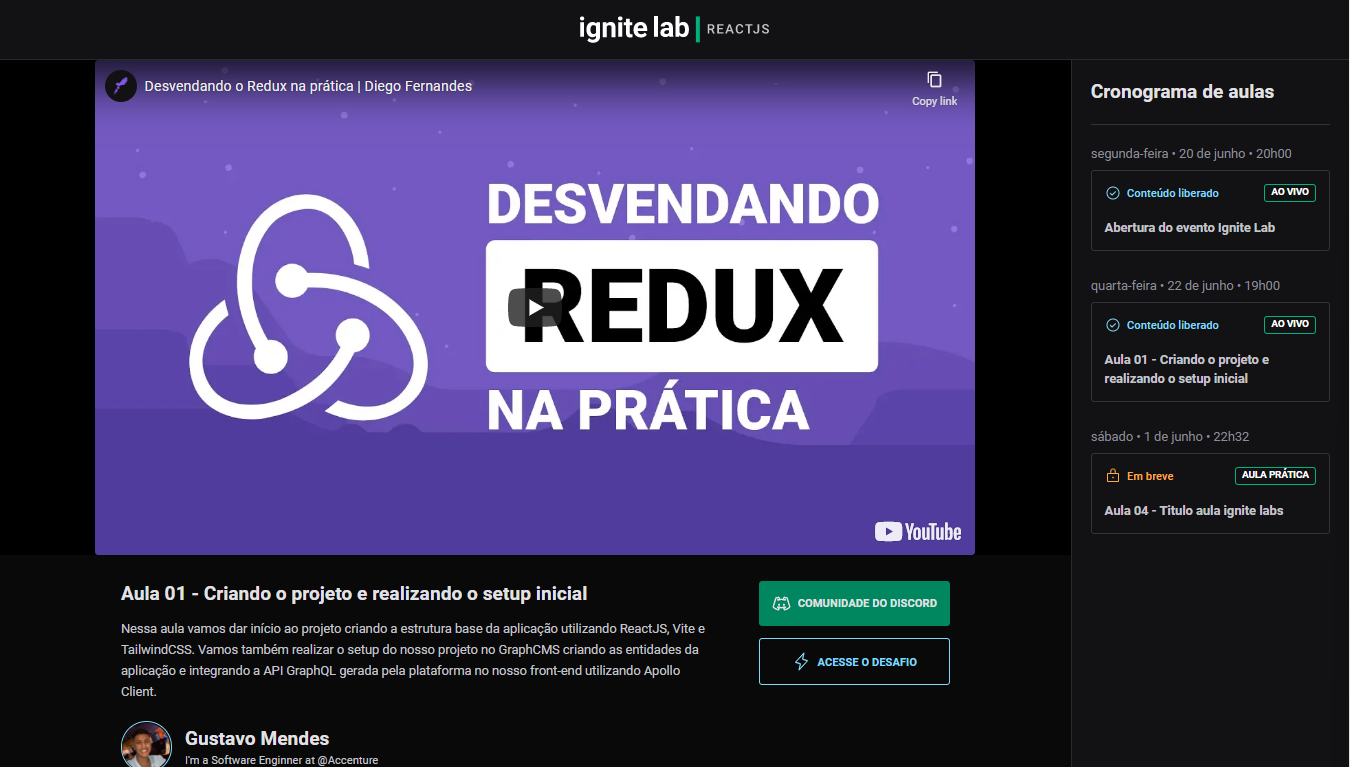 ignite lab | REACTJS
Desvendando o Redux na prática | Diego Fernandes
Copy link
DESVENDANDO
REDUX
NA PRÁTICA
YouTube
Aula 01 - Criando o projeto e realizando o setup inicial
Nessa aula vamos dar início ao projeto criando a estrutura base da aplicação utilizando ReactJS, Vite e
TailwindCSS. Vamos também realizar o setup do nosso projeto no GraphCMS criando as entidades da
aplicação e integrando a API GraphQL gerada pela plataforma no nosso front-end utilizando Apollo
Client.
COMUNIDADE DO DISCORD
ACESSE O DESAFIO
Gustavo Mendes
I'm a Software Enginner at @Accenture
Cronograma de aulas
segunda-feira • 20 de junho • 20h00
Conteúdo liberado
AO VIVO
Abertura do evento Ignite Lab
quarta-feira • 22 de junho • 19h00
Conteúdo liberado
AO VIVO
Aula 01 - Criando o projeto e
realizando o setup inicial
sábado • 1 de junho • 22h32
Em breve
AULA PRÁTICA
Aula 04 - Titulo aula ignite labs